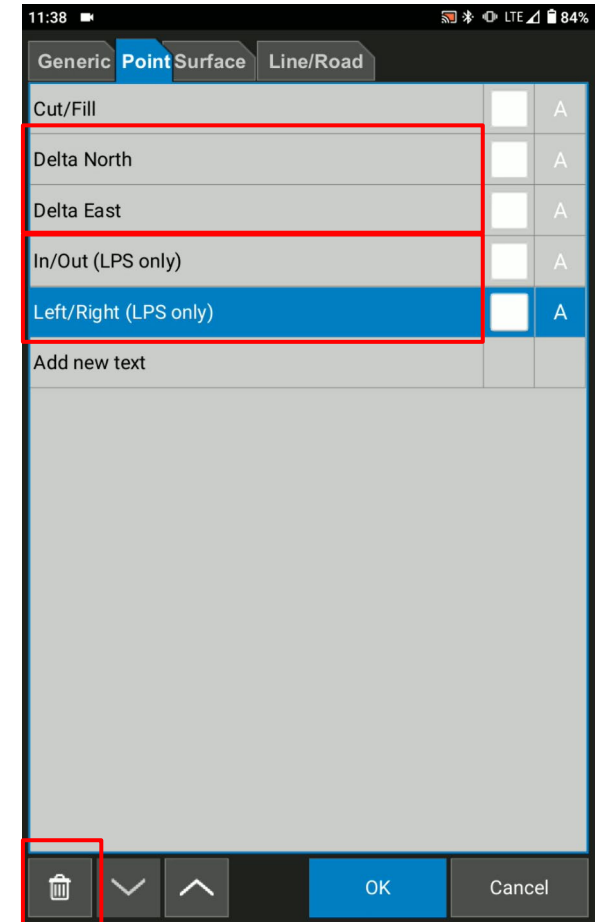 11:38 LTE 84%
Generic Point Surface Line/Road
Cut/Fill A
Delta North A
Delta East A
In/Out (LPS only) A
Left/Right (LPS only) A
Add new text
OK Cancel